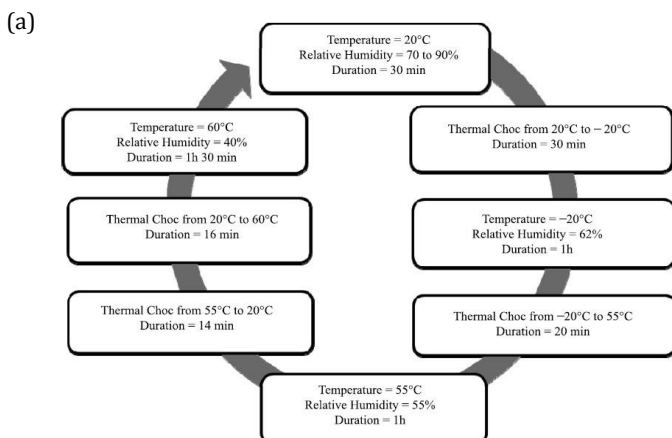 (a)
Temperature = 20°C
Relative Humidity = 70 to 90%
Duration = 30 min
Thermal Choc from 20°C to − 20°C
Duration = 30 min
Temperature = −20°C
Relative Humidity = 62%
Duration = 1h
Thermal Choc from −20°C to 55°C
Duration = 20 min
Temperature = 55°C
Relative Humidity = 55%
Duration = 1h
Thermal Choc from 55°C to 20°C
Duration = 14 min
Thermal Choc from 20°C to 60°C
Duration = 16 min
Temperature = 60°C
Relative Humidity = 40%
Duration = 1h 30 min